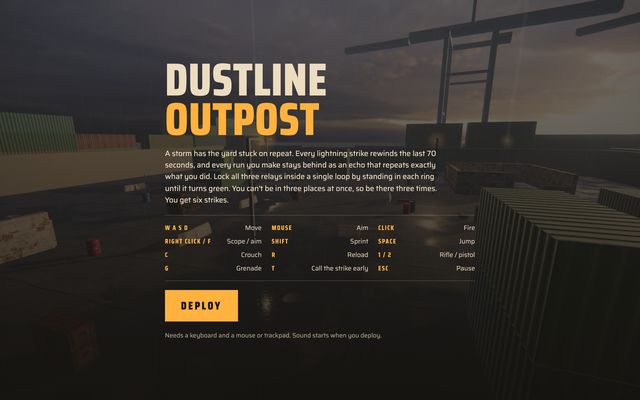 DUSTLINE
OUTPOST
A storm has the yard stuck on repeat. Every lightning strike rewinds the last 70
seconds, and every run you make stays behind as an echo that repeats exactly
what you did. Lock all three relays inside a single loop by standing in each ring
until it turns green. You can't be in three places at once, so be there three times.
You get six strikes.
W A S D Move MOUSE Aim CLICK Fire
RIGHT CLICK / F Scope / aim SHIFT Sprint SPACE Jump
C Crouch R Reload 1 / 2 Rifle / pistol
G Grenade T Call the strike early ESC Pause
DEPLOY
Needs a keyboard and a mouse or trackpad. Sound starts when you deploy.